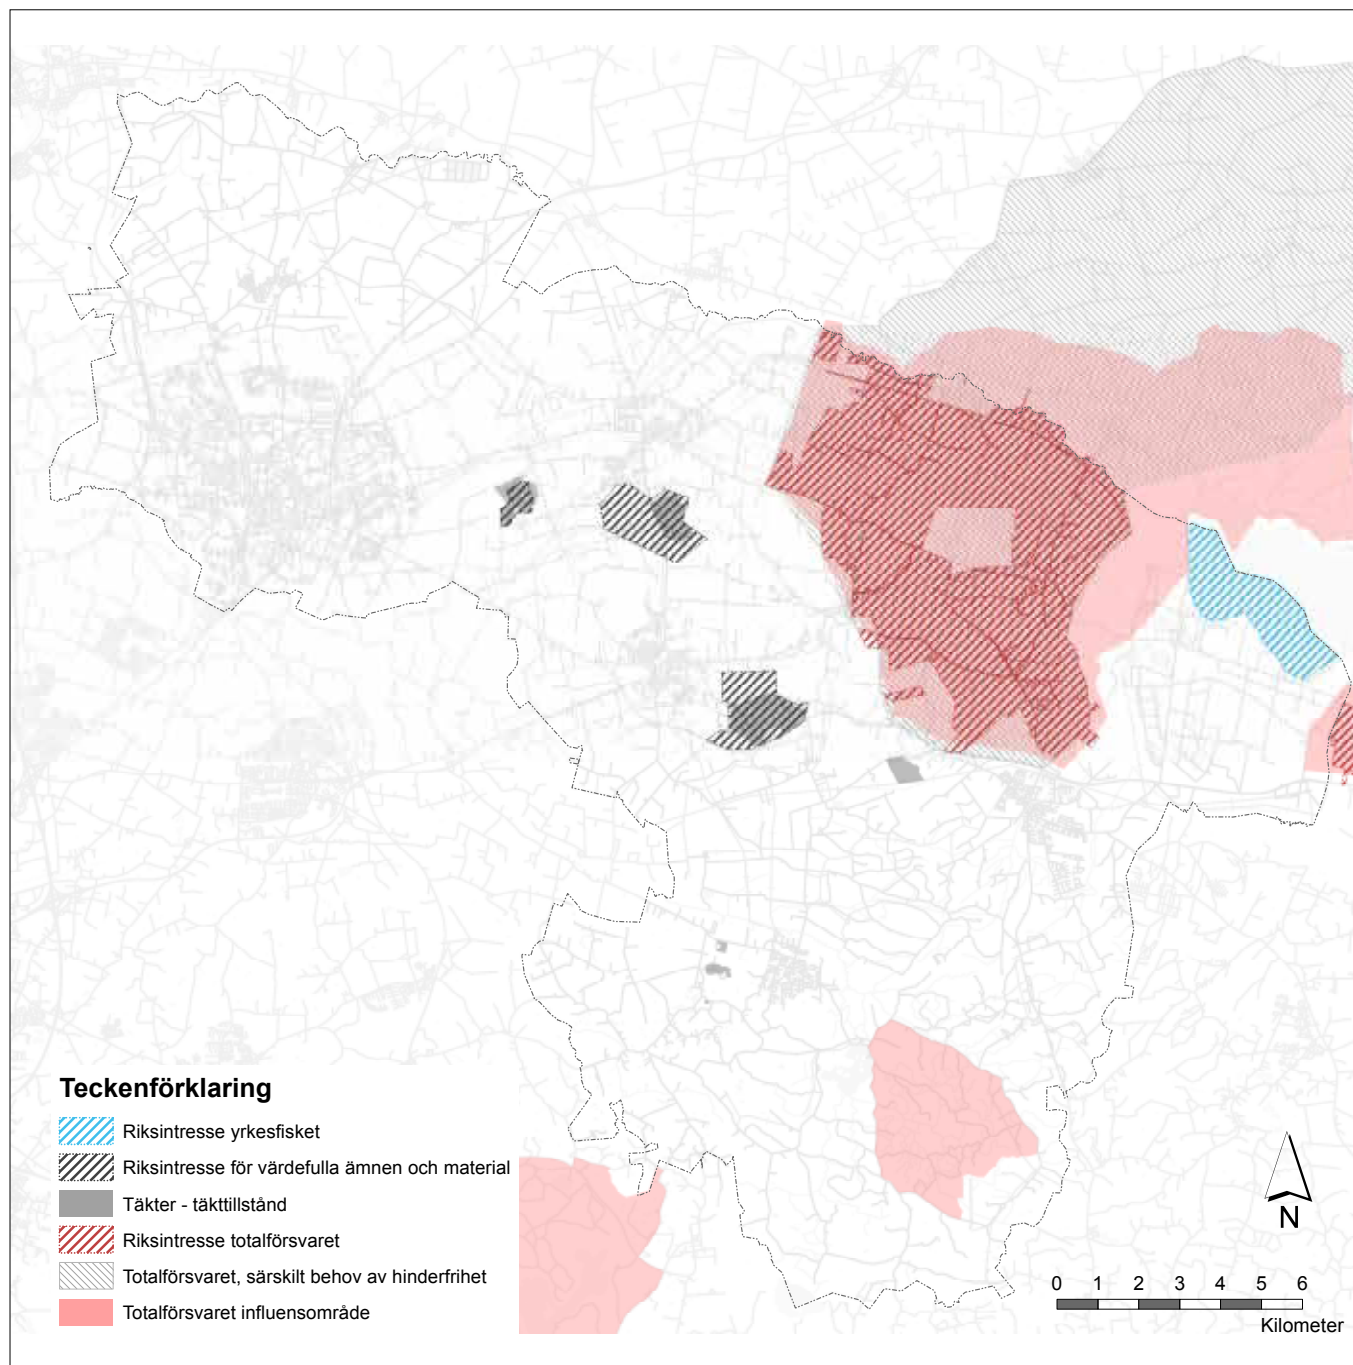 Teckenförklaring
Riksintresse yrkesfisket
Riksintresse för värdefulla ämnen och material
Täkter - täkttillstånd
Riksintresse totalförsvaret
Totalförsvaret, särskilt behov av hinderfrihet
Totalförsvaret influensområde
N
0 1 2 3 4 5 6
Kilometer